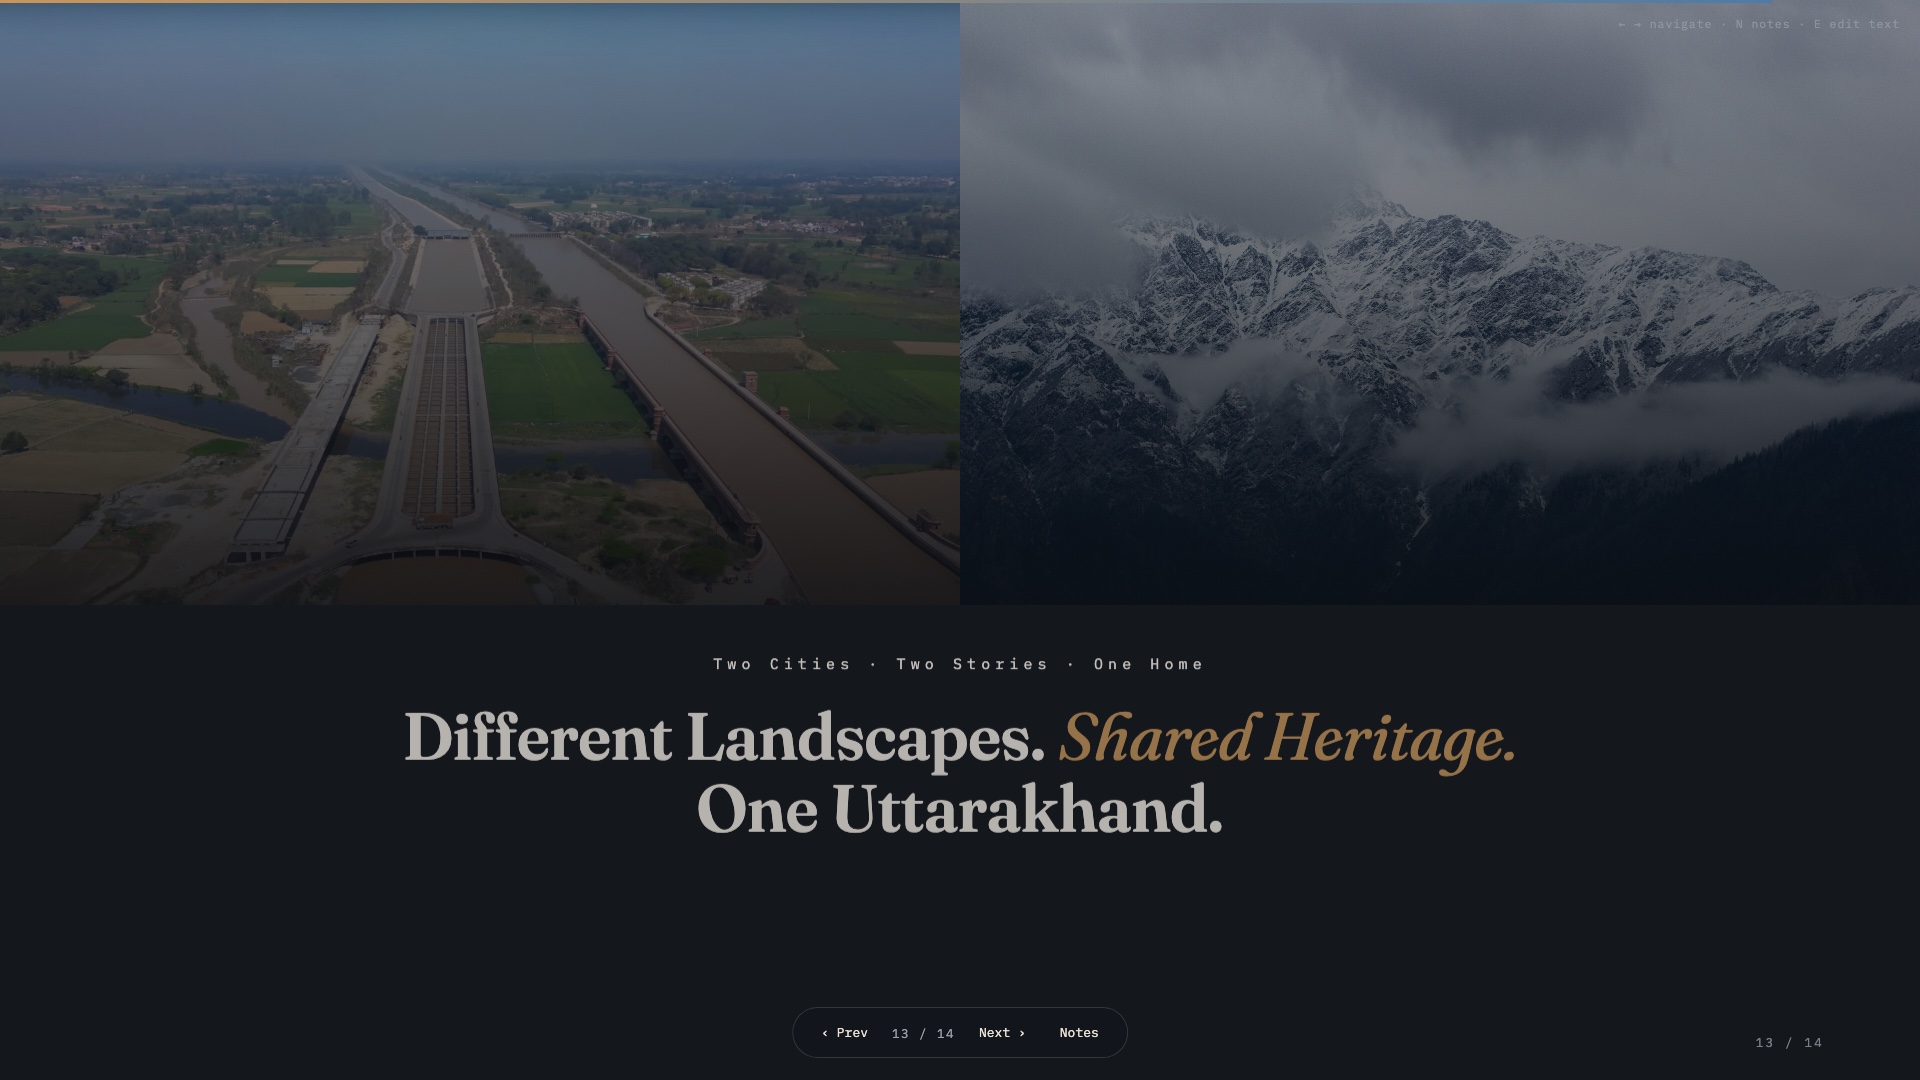 ← → navigate · N notes · E edit text
Two Cities · Two Stories · One Home
Different Landscapes. Shared Heritage.
One Uttarakhand.
‹ Prev 13 / 14 Next › Notes
13 / 14